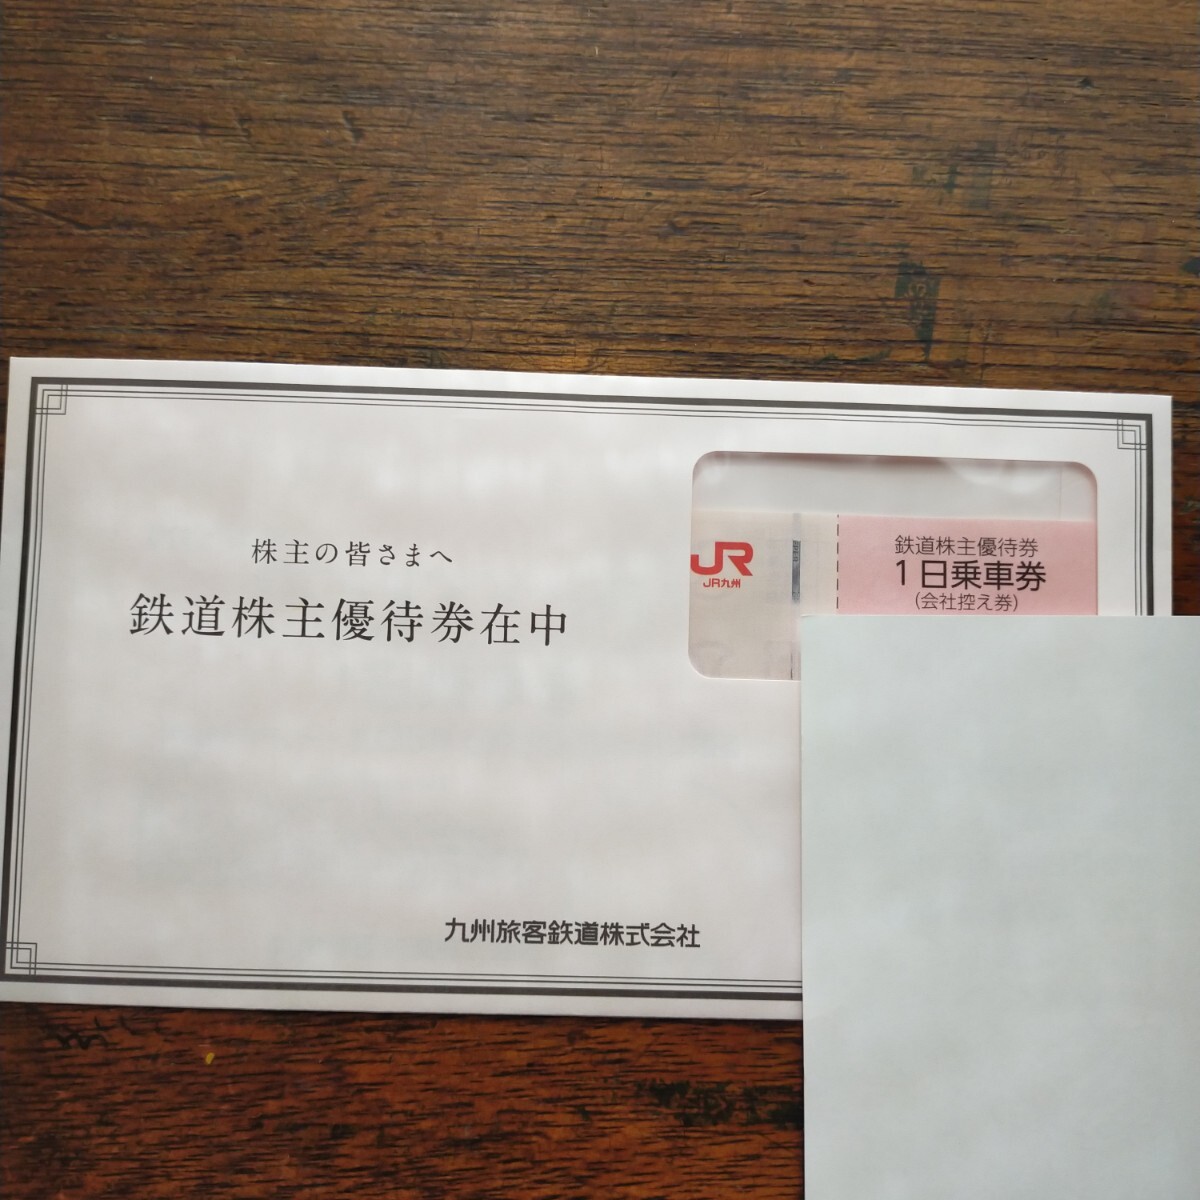 株主の皆さまへ
鉄道株主優待券在中
JR
JR九州
鉄道株主優待券
1日乗車券
(会社控え券)
九州旅客鉄道株式会社